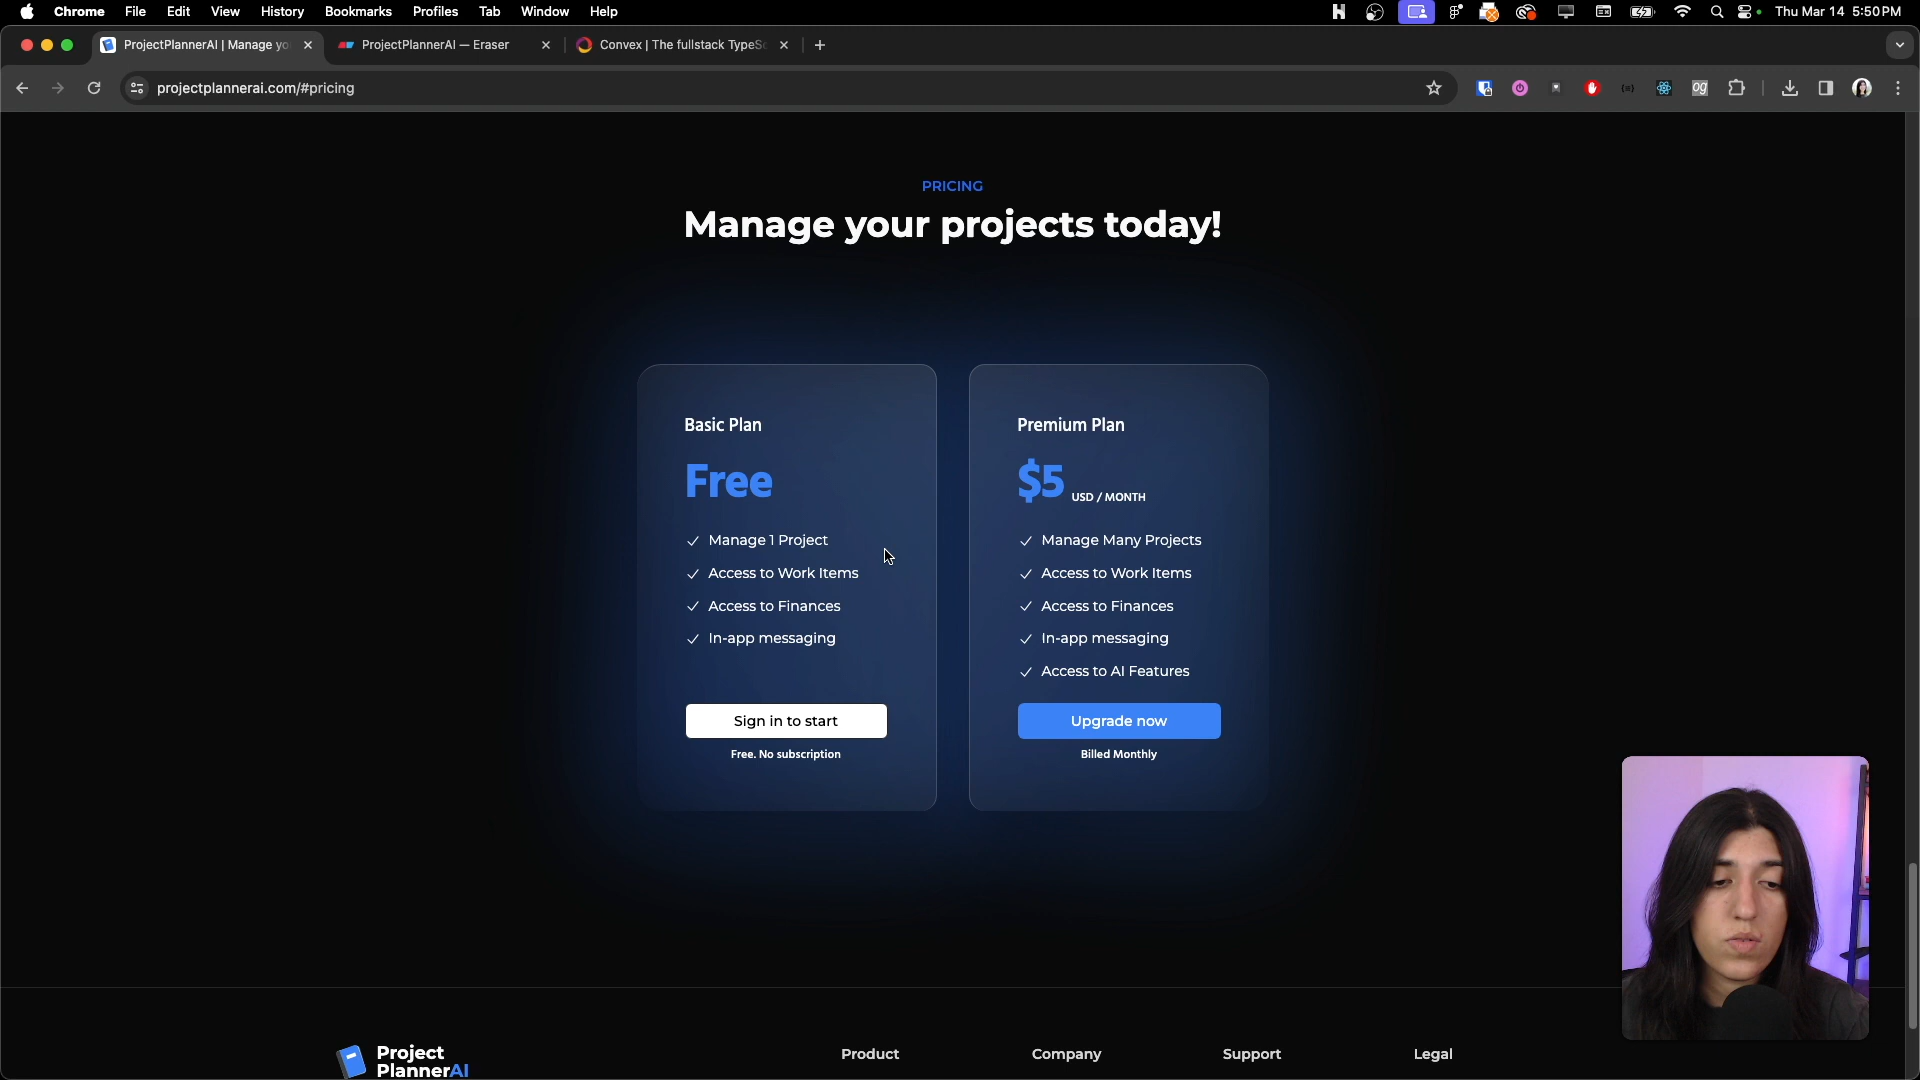 Chrome File Edit View History Bookmarks Profiles Tab Window Help Thu Mar 14 5:50 PM
ProjectPlannerAI | Manage yo
ProjectPlannerAI — Eraser
Convex | The fullstack TypeSc
projectplannerai.com/#pricing
PRICING
Manage your projects today!
Basic Plan
Free
Manage 1 Project
Access to Work Items
Access to Finances
In-app messaging
Sign in to start
Free. No subscription
Premium Plan
$5 USD / MONTH
Manage Many Projects
Access to Work Items
Access to Finances
In-app messaging
Access to AI Features
Upgrade now
Billed Monthly
Project
PlannerAI
Product
Company
Support
Legal